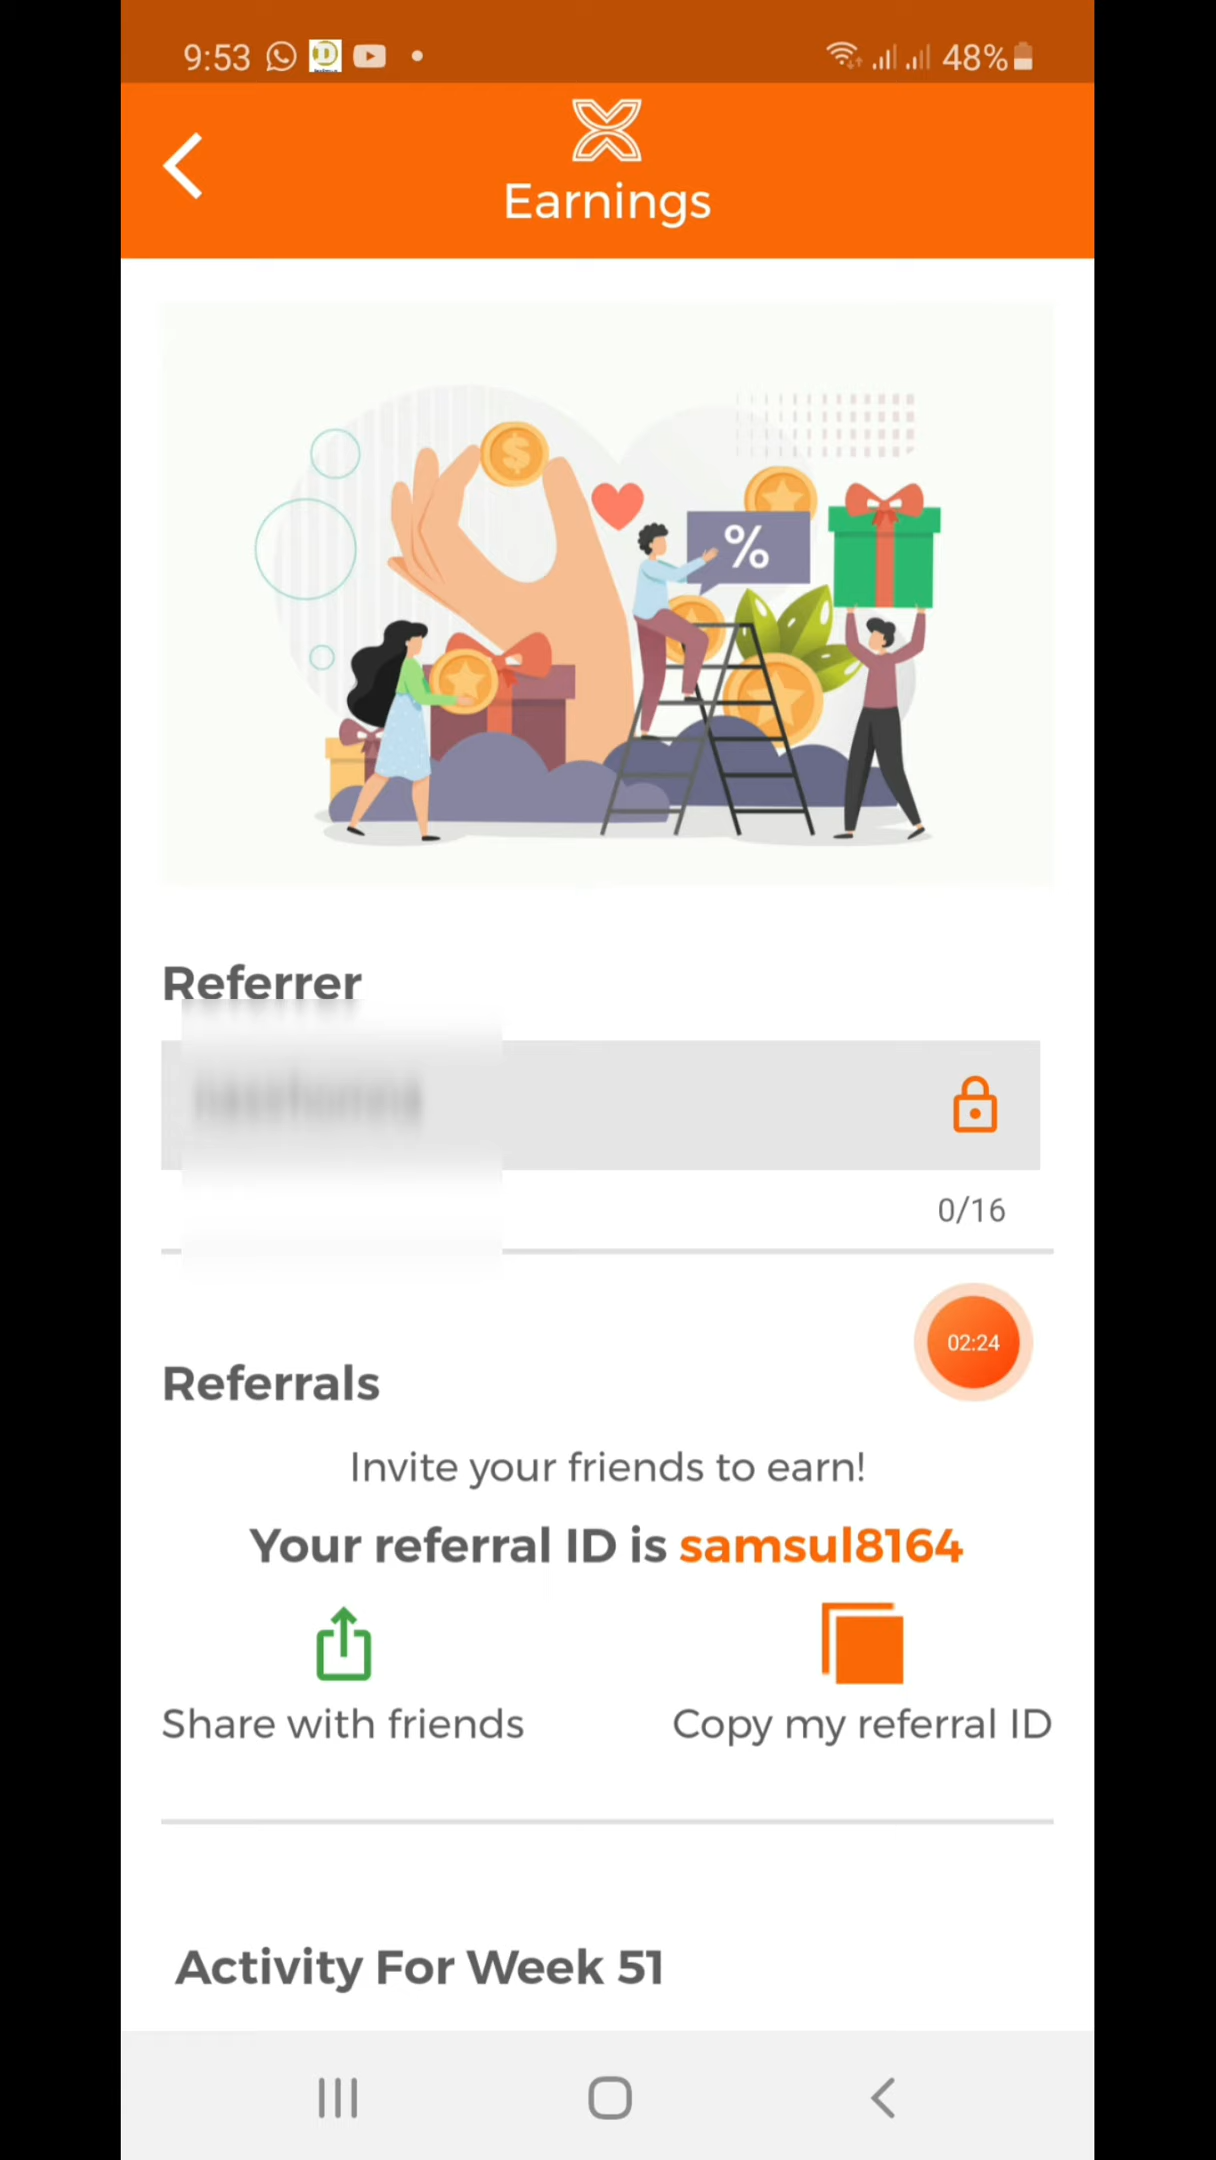 9:53
48%
Earnings
$
%
Referrer
0/16
02:24
Referrals
Invite your friends to earn!
Your referral ID is samsul8164
Share with friends
Copy my referral ID
Activity For Week 51